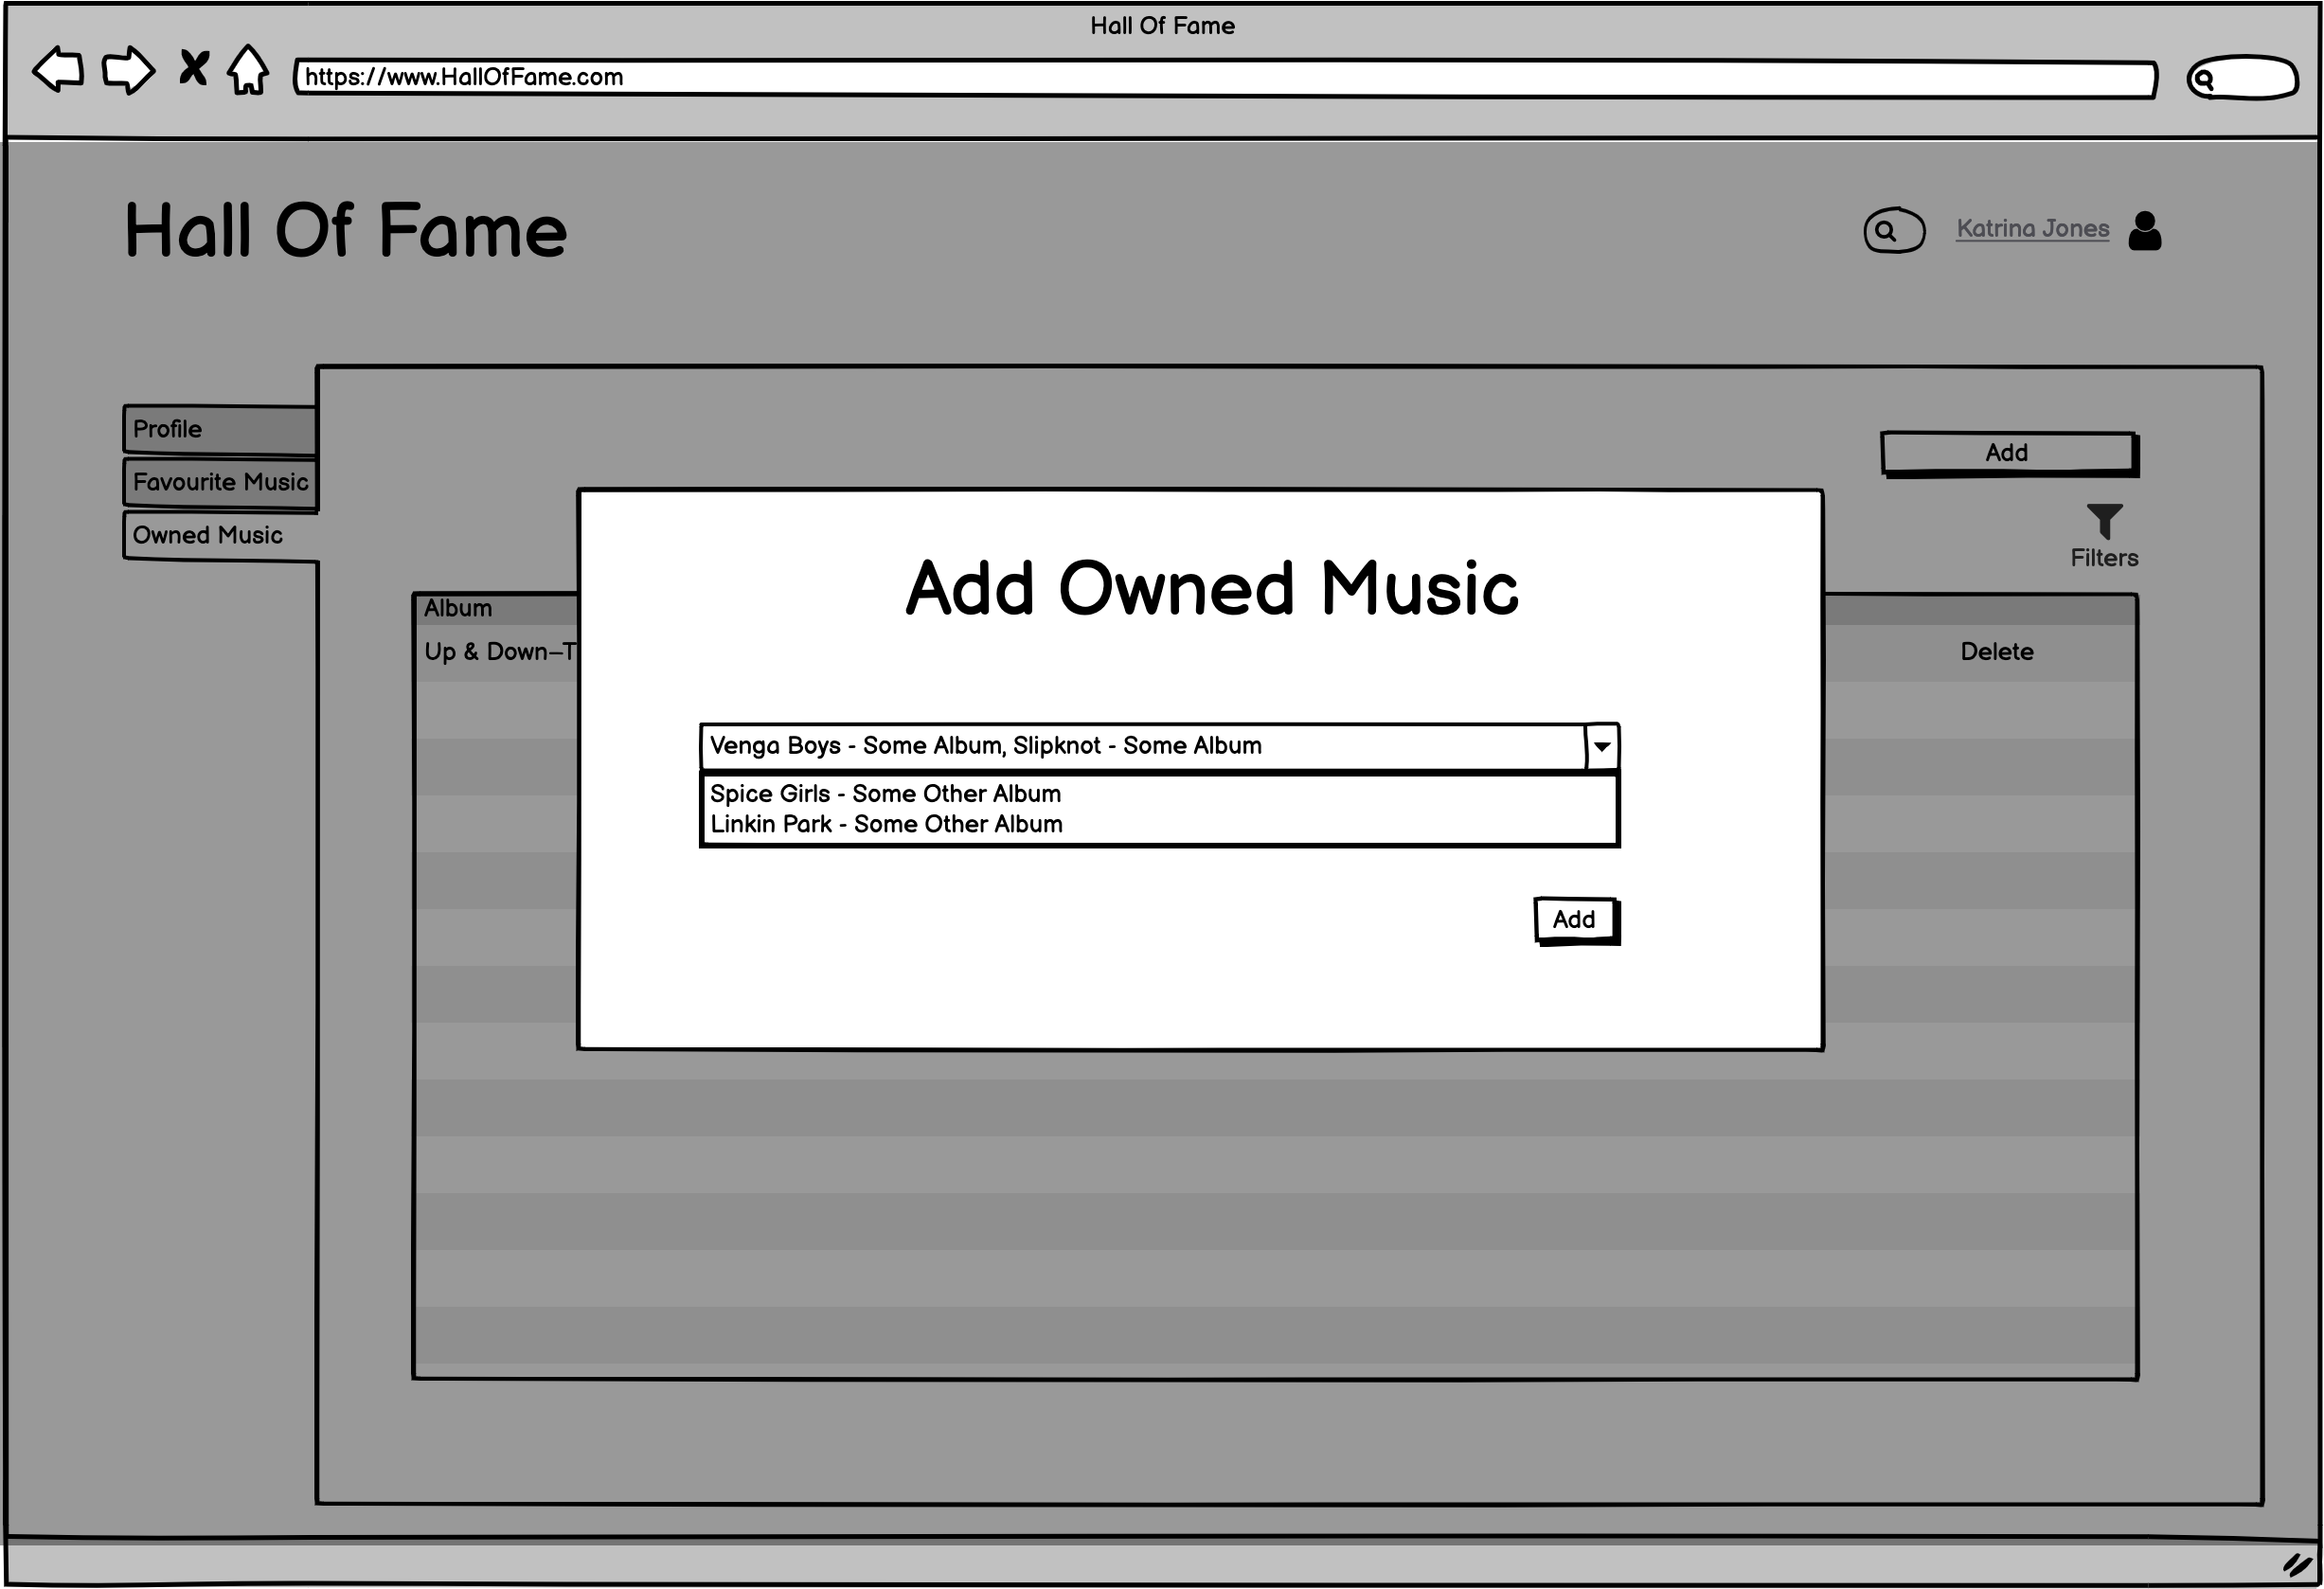 Hall Of Fame
https://www.HallOfFame.com
Hall Of Fame
Katrina Jones
Profile
Favourite Music
Owned Music
Add
Filters
Album
Up & Down–T
Delete
Add Owned Music
Venga Boys - Some Album, Slipknot - Some Album
Spice Girls - Some Other Album
Linkin Park - Some Other Album
Add